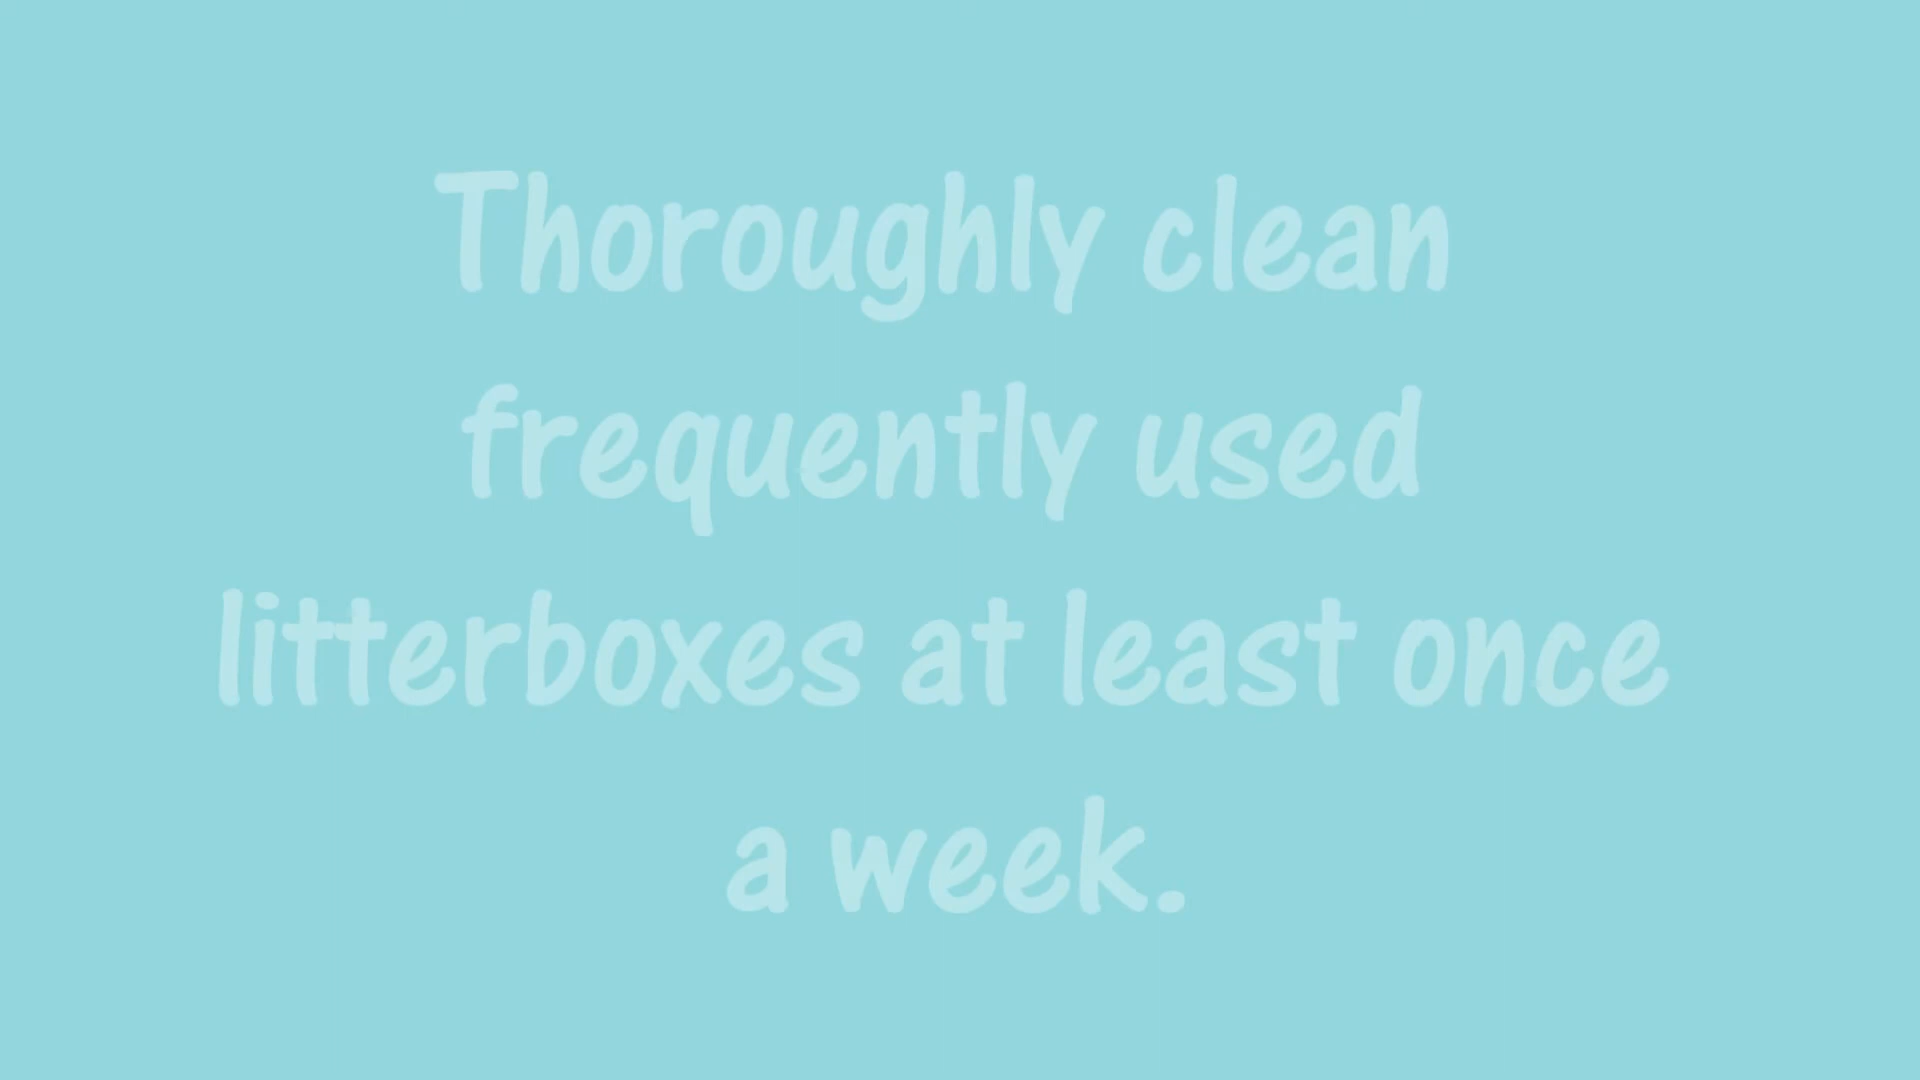 Thoroughly clean
frequently used
litterboxes at least once
a week.